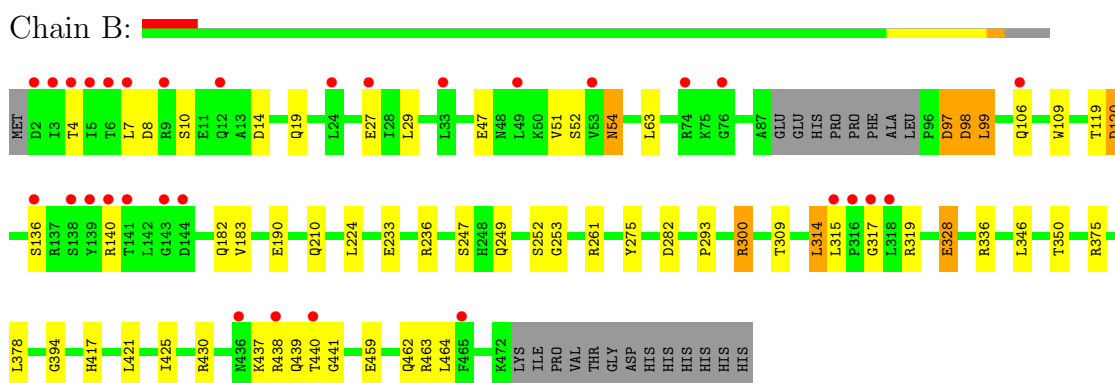 Chain B:
MET D2 I3 T4 I5 T6 L7 D8 R9 S10 E11 Q12 A13 D14 Q19 L24 E27 I28 L29 L33 E47 N48 L49 K50 V51 S52 V53 N54 L63 R74 K75 G76 A87 GLU GLU HIS PRO PRO PHE ALA LEU P96 D97 D98 L99 Q106 W109 T119
S136 R137 S138 Y139 R140 T141 L142 G143 D144 Q182 V183 E190 Q210 L224 E233 R236 S247 H248 Q249 S252 G253 R261 Y275 D282 P293 R300 T309 L314 L315 P316 G317 L318 R319 E328 R336 L346 T350 R375
L378 G394 H417 L421 I425 R430 N436 K437 R438 Q439 T440 G441 E459 Q462 R463 L464 F465 K472 LYS ILE PRO VAL THR GLY ASP HIS HIS HIS HIS HIS HIS